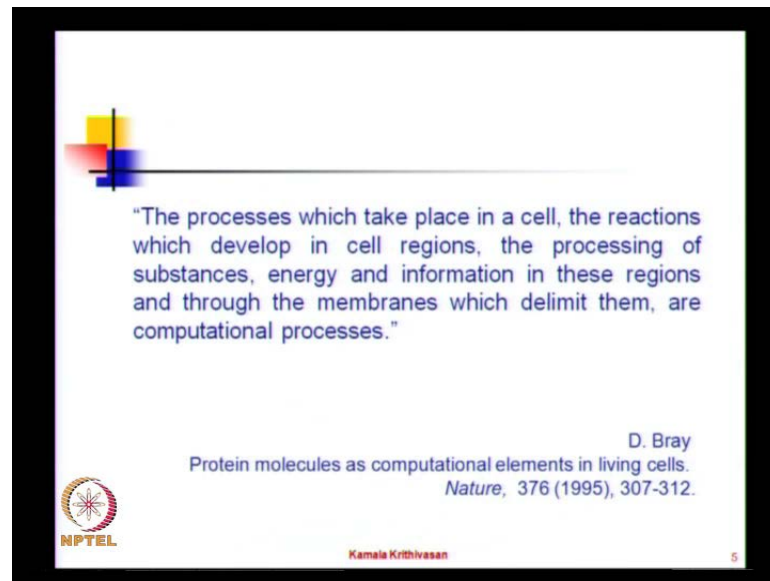 “The processes which take place in a cell, the reactions
which develop in cell regions, the processing of
substances, energy and information in these regions
and through the membranes which delimit them, are
computational processes.”
D. Bray
Protein molecules as computational elements in living cells.
Nature, 376 (1995), 307-312.
NPTEL
Kamala Krithivasan
5